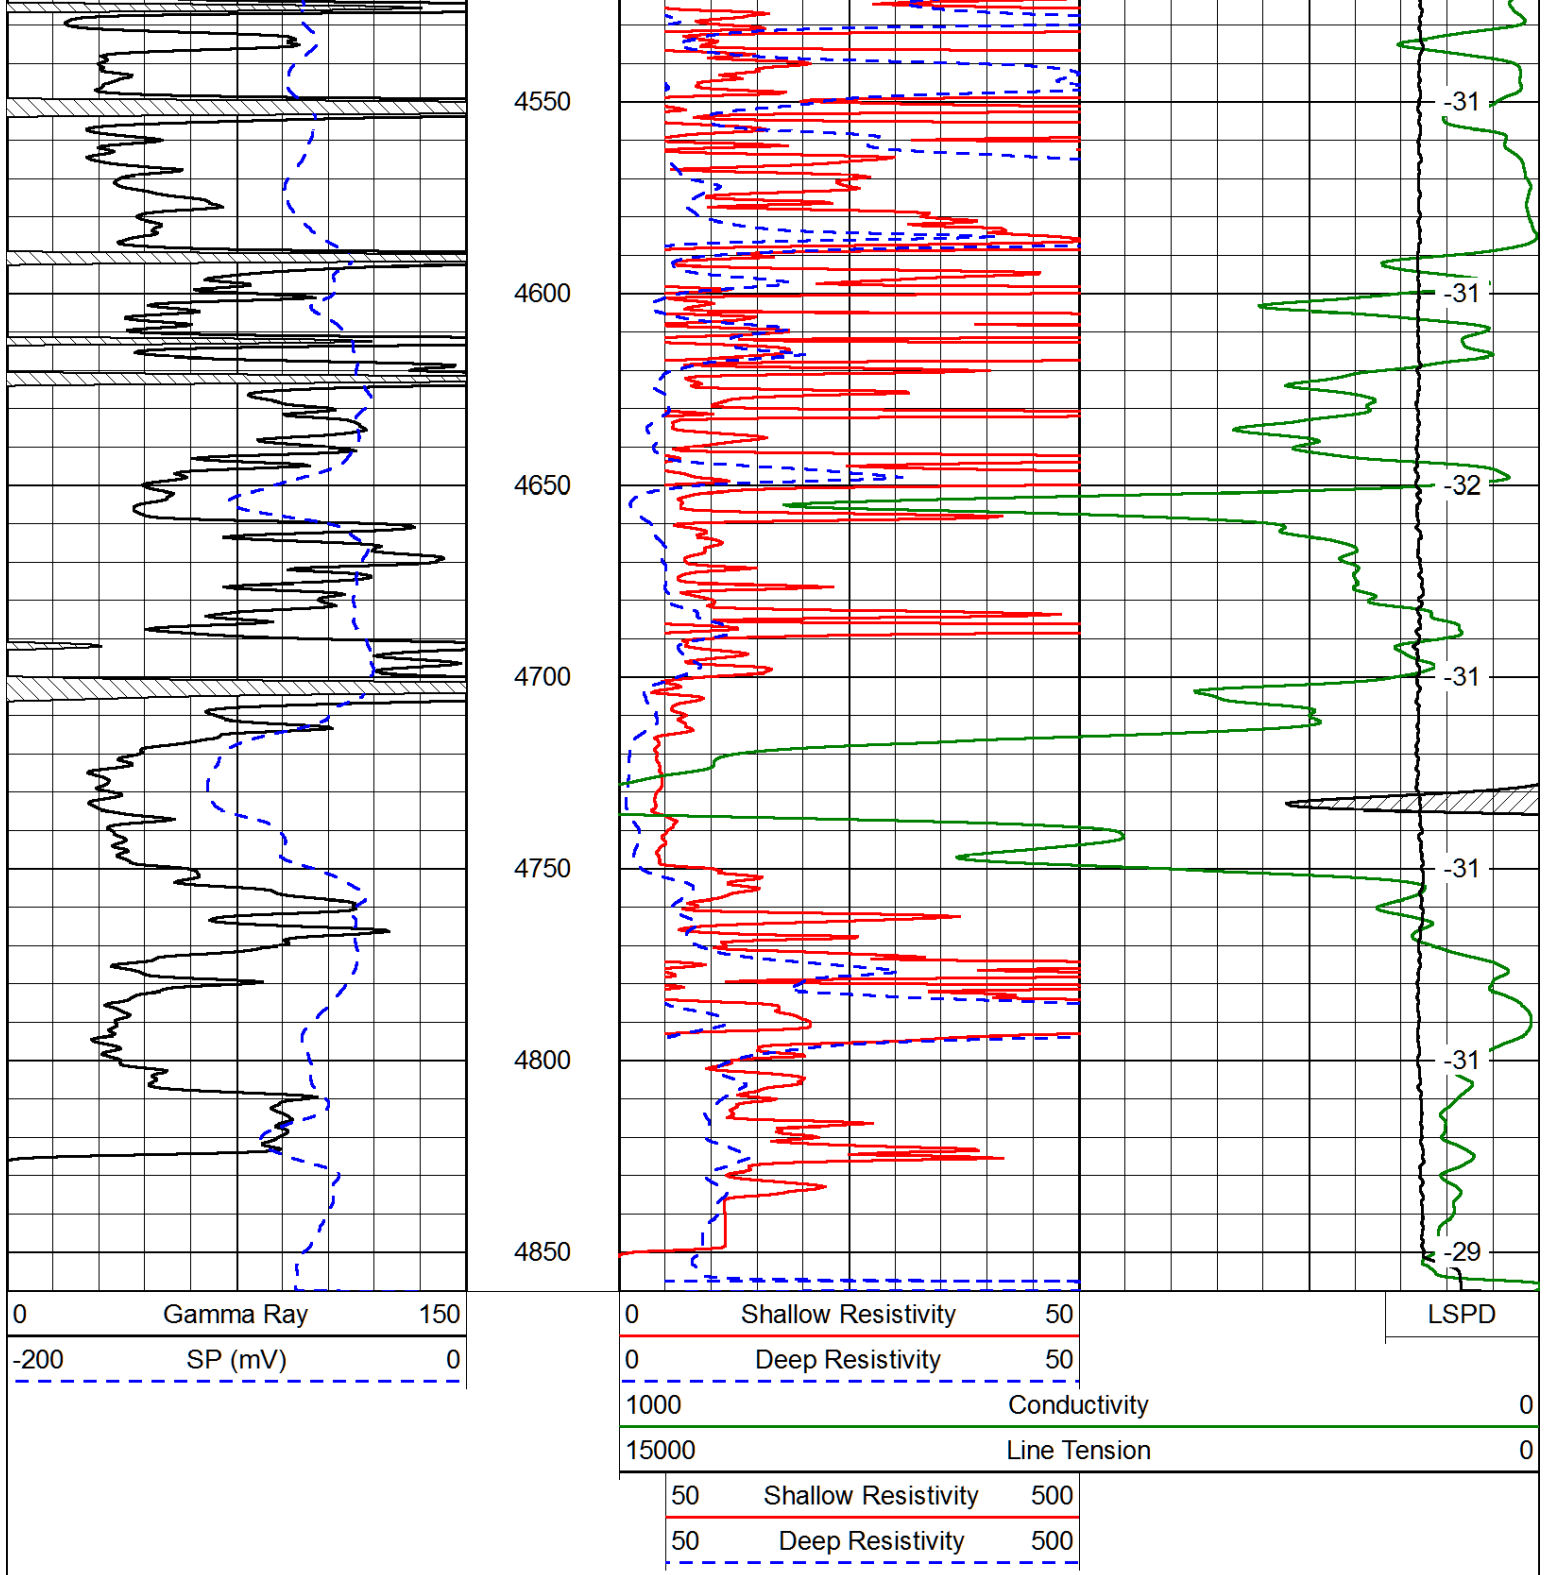 4550 -31
4600 -31
4650 -32
4700 -31
4750 -31
4800 -31
4850 -29
0 Gamma Ray 150 0 Shallow Resistivity 50 LSPD
-200 SP (mV) 0 0 Deep Resistivity 50
1000 Conductivity 0
15000 Line Tension 0
50 Shallow Resistivity 500
50 Deep Resistivity 500